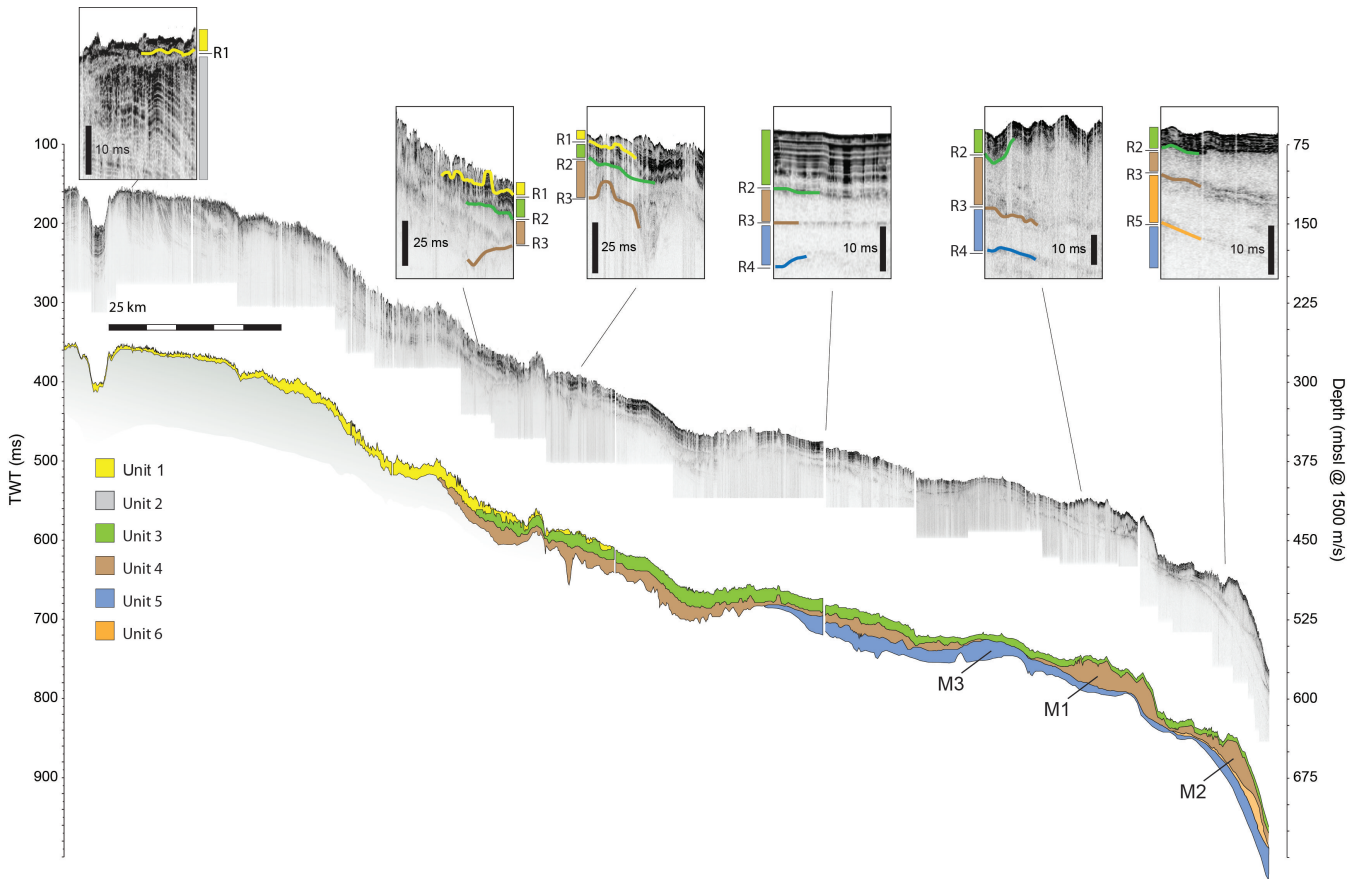 R1
10 ms
R1
R2
R3
25 ms
R1
R2
R3
25 ms
R2
R3
R4
10 ms
R2
R3
R4
10 ms
R2
R3
R5
10 ms
100
200
300
400
500
600
700
800
900
TWT (ms)
75
150
225
300
375
450
525
600
675
Depth (mbsl @ 1500 m/s)
25 km
Unit 1
Unit 2
Unit 3
Unit 4
Unit 5
Unit 6
M3
M1
M2